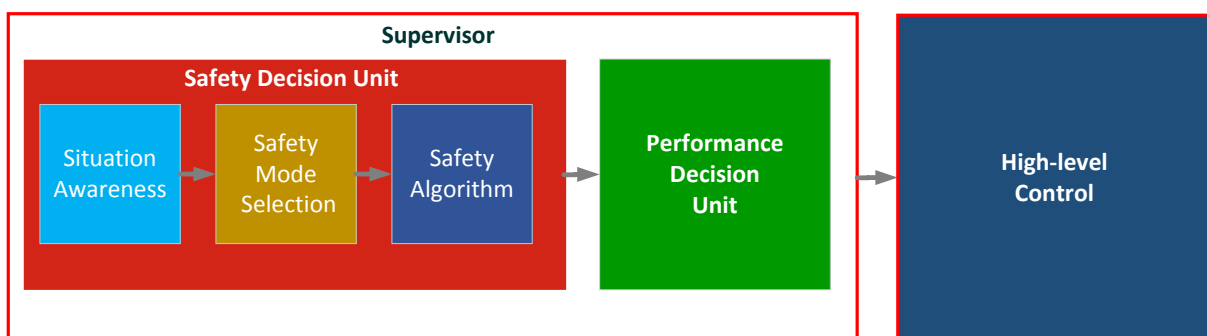 Supervisor
Safety Decision Unit
Situation
Awareness
Safety
Mode
Selection
Safety
Algorithm
Performance
Decision
Unit
High-level
Control